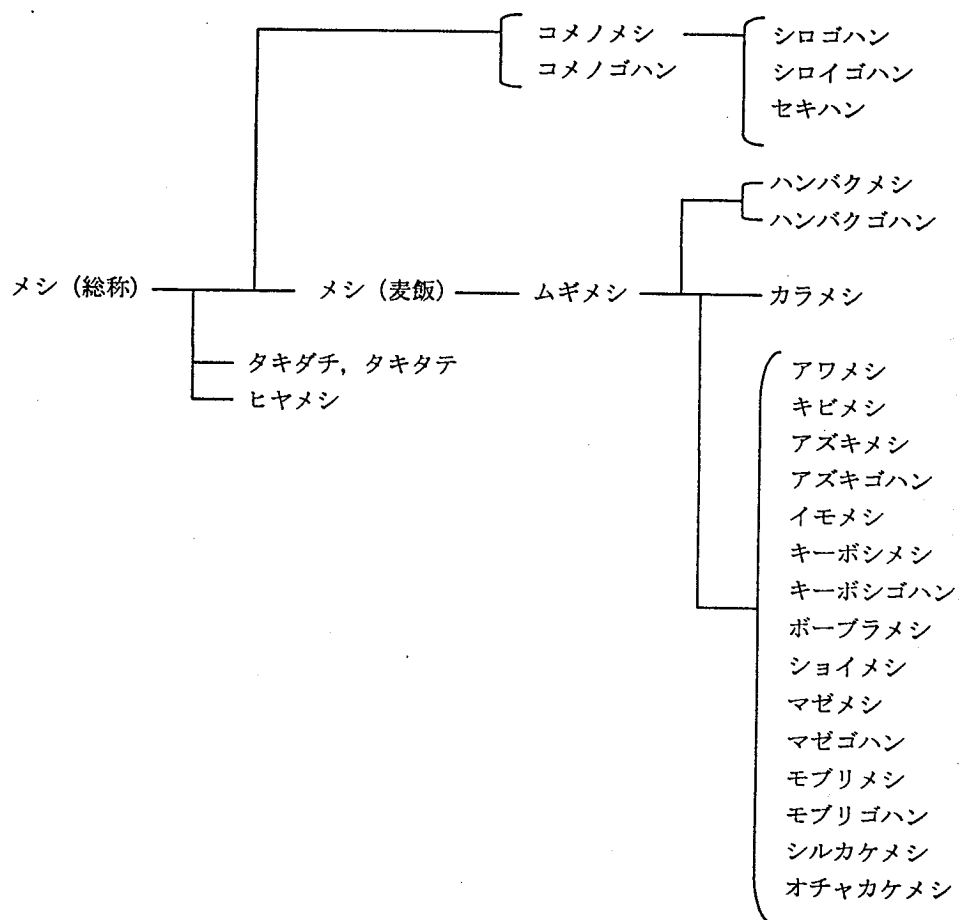 コメノメシ
コメノゴハン
シロゴハン
シロイゴハン
セキハン
ハンバクメシ
ハンバクゴハン
メシ（総称）
メシ（麦飯）
ムギメシ
カラメシ
タキダチ，タキタテ
ヒヤメシ
アワメシ
キビメシ
アズキメシ
アズキゴハン
イモメシ
キーボシメシ
キーボシゴハン
ボーブラメシ
ショイメシ
マゼメシ
マゼゴハン
モブリメシ
モブリゴハン
シルカケメシ
オチャカケメシ